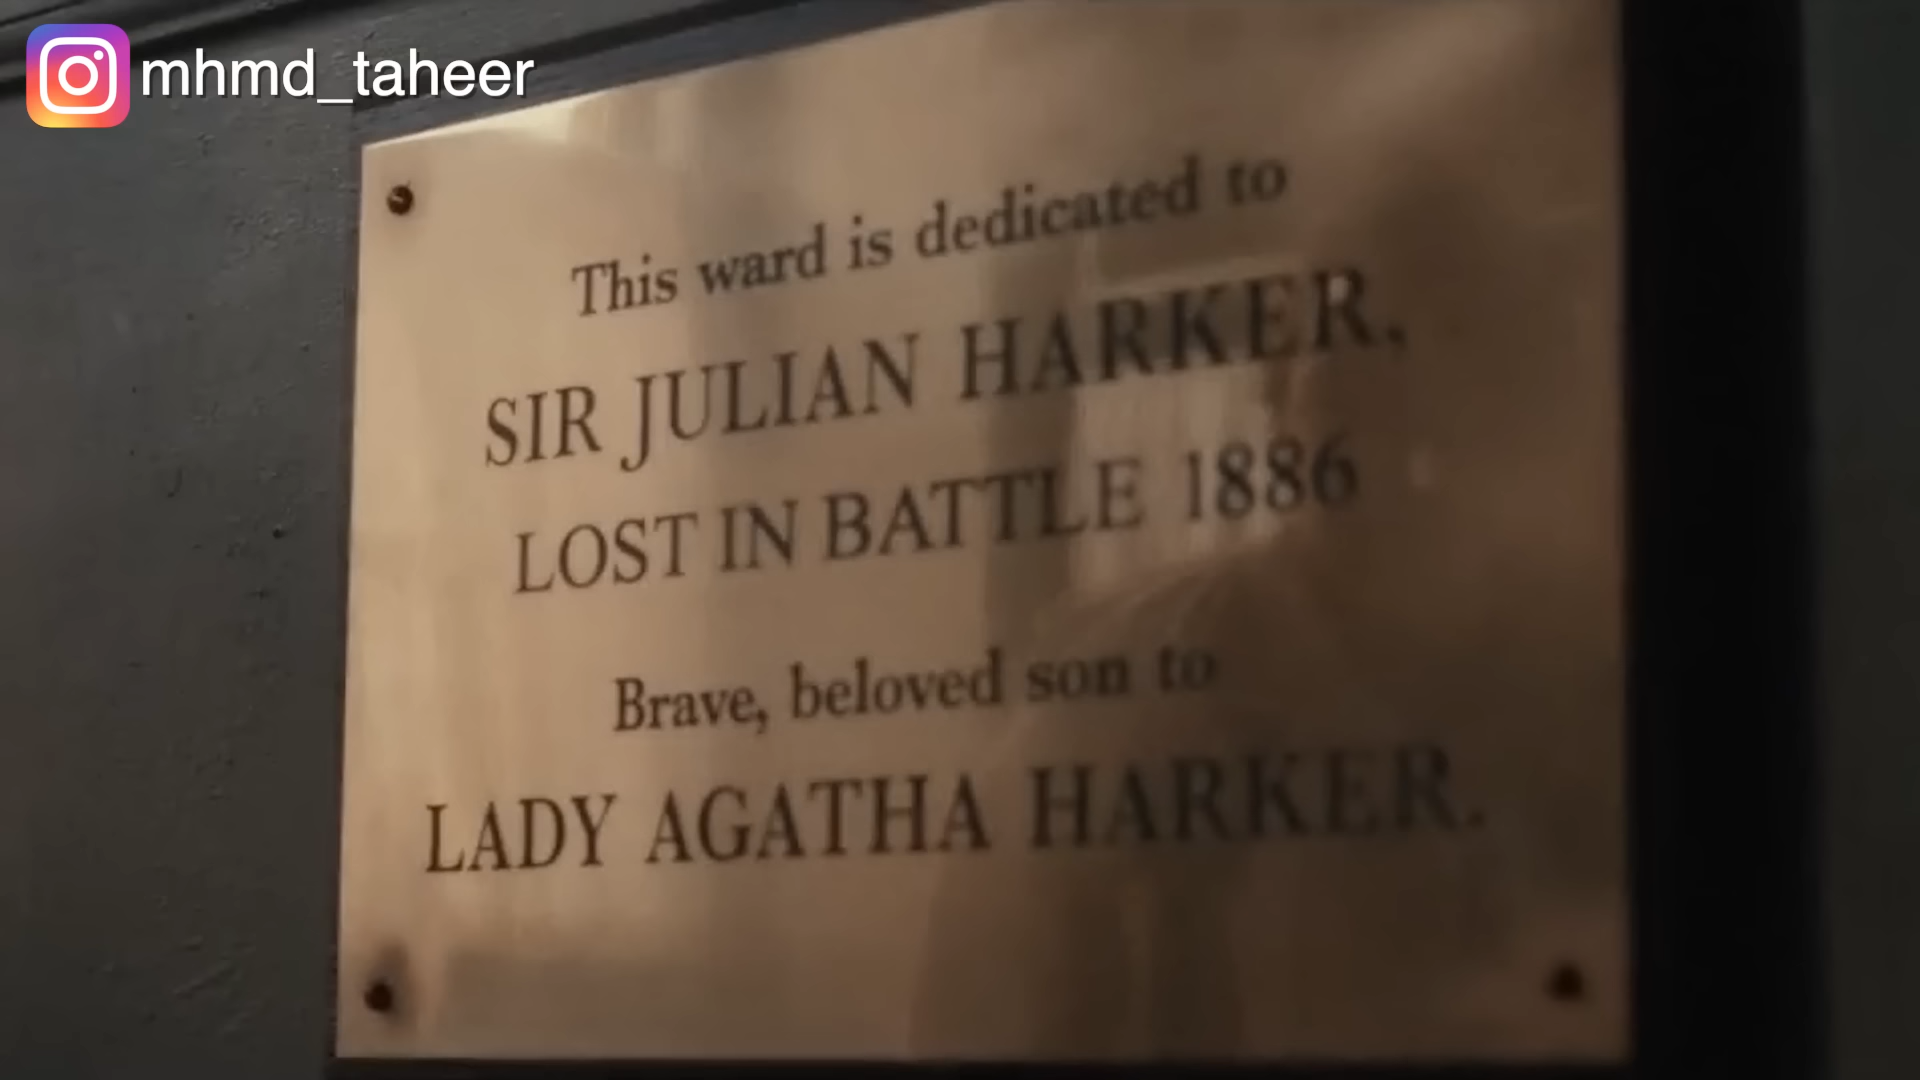 mhmd_taheer
This ward is dedicated to
SIR JULIAN HARKER,
LOST IN BATTLE 1886
Brave, beloved son to
LADY AGATHA HARKER.